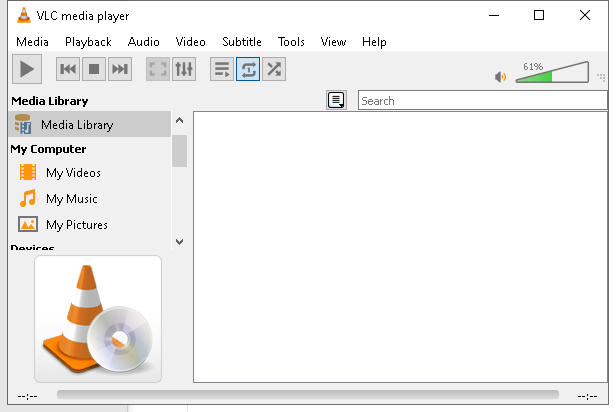 VLC media player
Media Playback Audio Video Subtitle Tools View Help
61%
Media Library
Search
Media Library
My Computer
My Videos
My Music
My Pictures
Devices
--:-- --:--